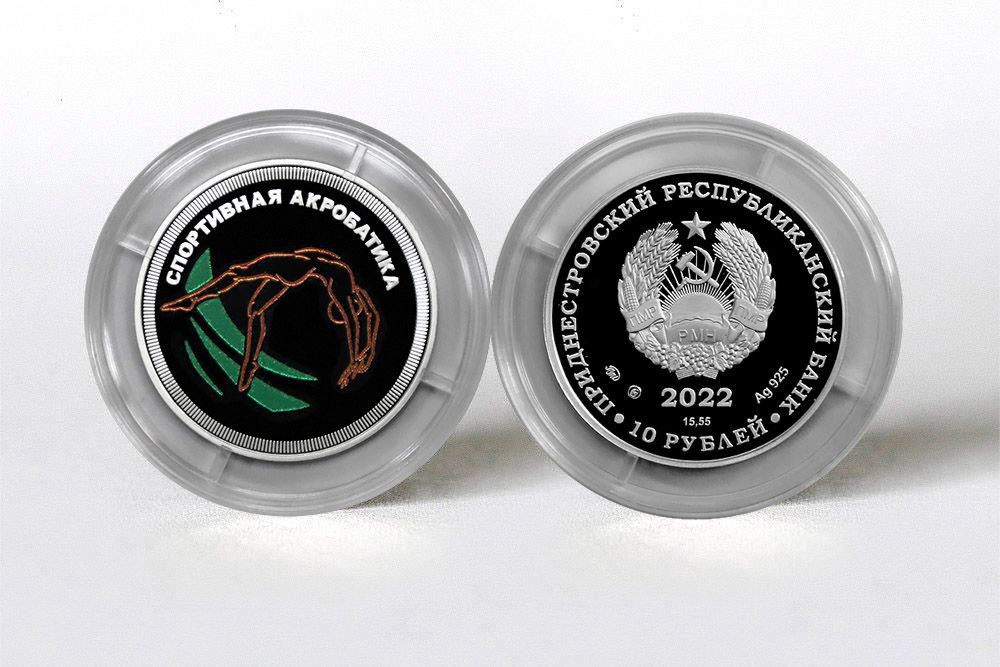 СПОРТИВНАЯ АКРОБАТИКА
ПРИДНЕСТРОВСКИЙ РЕСПУБЛИКАНСКИЙ БАНК
ПМР ПМР
РМН
2022
Ag 925
15,55
• 10 РУБЛЕЙ •